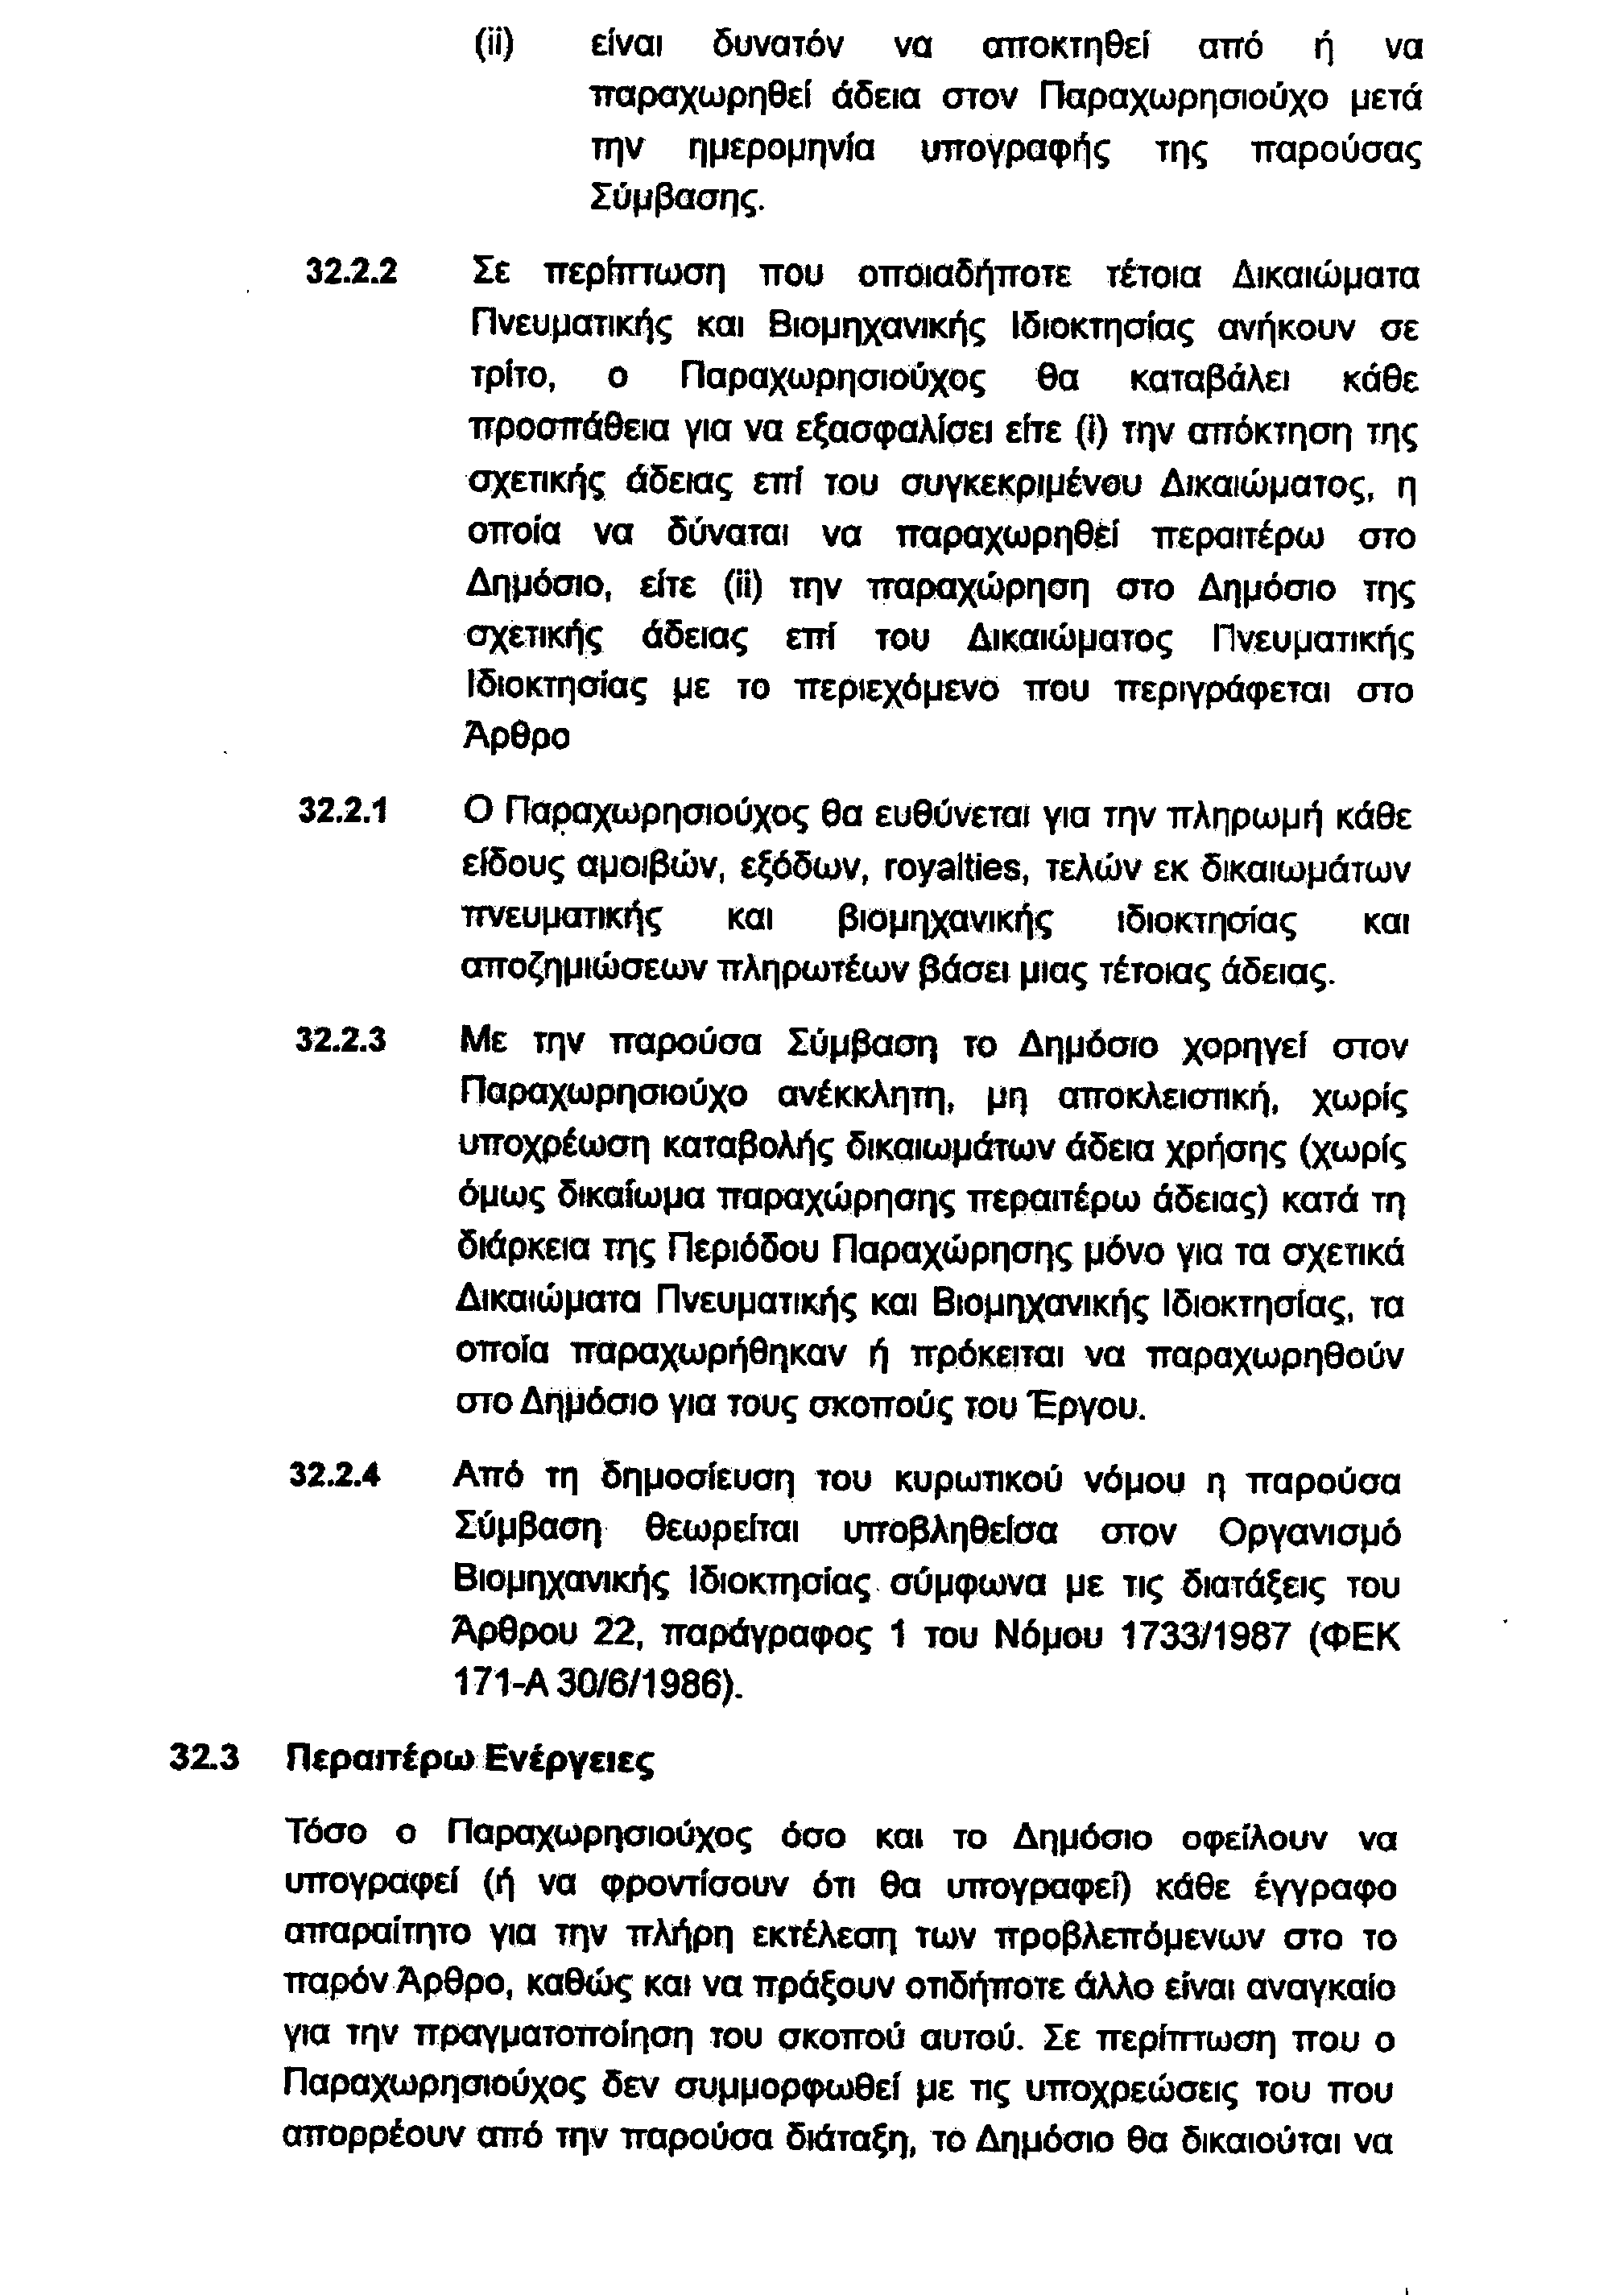 (ii) είναι δυνατόν να αποκτηθεί από ή να
παραχωρηθεί άδεια στον Παραχωρησιούχο μετά
την ημερομηνία υπογραφής της παρούσας
Σύμβασης.
32.2.2 Σε περίπτωση που οποιαδήποτε τέτοια Δικαιώματα
Πνευματικής και Βιομηχανικής Ιδιοκτησίας ανήκουν σε
τρίτο, ο Παραχωρησιούχος θα καταβάλει κάθε
προσπάθεια για να εξασφαλίσει είτε (i) την απόκτηση της
σχετικής άδειας επί του συγκεκριμένου Δικαιώματος, η
οποία να δύναται να παραχωρηθεί περαιτέρω στο
Δημόσιο, είτε (ii) την παραχώρηση στο Δημόσιο της
σχετικής άδειας επί του Δικαιώματος Πνευματικής
Ιδιοκτησίας με το περιεχόμενο που περιγράφεται στο
Άρθρο
32.2.1 Ο Παραχωρησιούχος θα ευθύνεται για την πληρωμή κάθε
είδους αμοιβών, εξόδων, royalties, τελών εκ δικαιωμάτων
πνευματικής και βιομηχανικής ιδιοκτησίας και
αποζημιώσεων πληρωτέων βάσει μιας τέτοιας άδειας.
32.2.3 Με την παρούσα Σύμβαση το Δημόσιο χορηγεί στον
Παραχωρησιούχο ανέκκλητη, μη αποκλειστική, χωρίς
υποχρέωση καταβολής δικαιωμάτων άδεια χρήσης (χωρίς
όμως δικαίωμα παραχώρησης περαιτέρω άδειας) κατά τη
διάρκεια της Περιόδου Παραχώρησης μόνο για τα σχετικά
Δικαιώματα Πνευματικής και Βιομηχανικής Ιδιοκτησίας, τα
οποία παραχωρήθηκαν ή πρόκειται να παραχωρηθούν
στο Δημόσιο για τους σκοπούς του Έργου.
32.2.4 Από τη δημοσίευση του κυρωτικού νόμου η παρούσα
Σύμβαση θεωρείται υποβληθείσα στον Οργανισμό
Βιομηχανικής Ιδιοκτησίας σύμφωνα με τις διατάξεις του
Άρθρου 22, παράγραφος 1 του Νόμου 1733/1987 (ΦΕΚ
171-Α 30/6/1986).
32.3 Περαιτέρω Ενέργειες
Τόσο ο Παραχωρησιούχος όσο και το Δημόσιο οφείλουν να
υπογραφεί (ή να φροντίσουν ότι θα υπογραφεί) κάθε έγγραφο
απαραίτητο για την πλήρη εκτέλεση των προβλεπόμενων στο το
παρόν Άρθρο, καθώς και να πράξουν οτιδήποτε άλλο είναι αναγκαίο
για την πραγματοποίηση του σκοπού αυτού. Σε περίπτωση που ο
Παραχωρησιούχος δεν συμμορφωθεί με τις υποχρεώσεις του που
απορρέουν από την παρούσα διάταξη, το Δημόσιο θα δικαιούται να